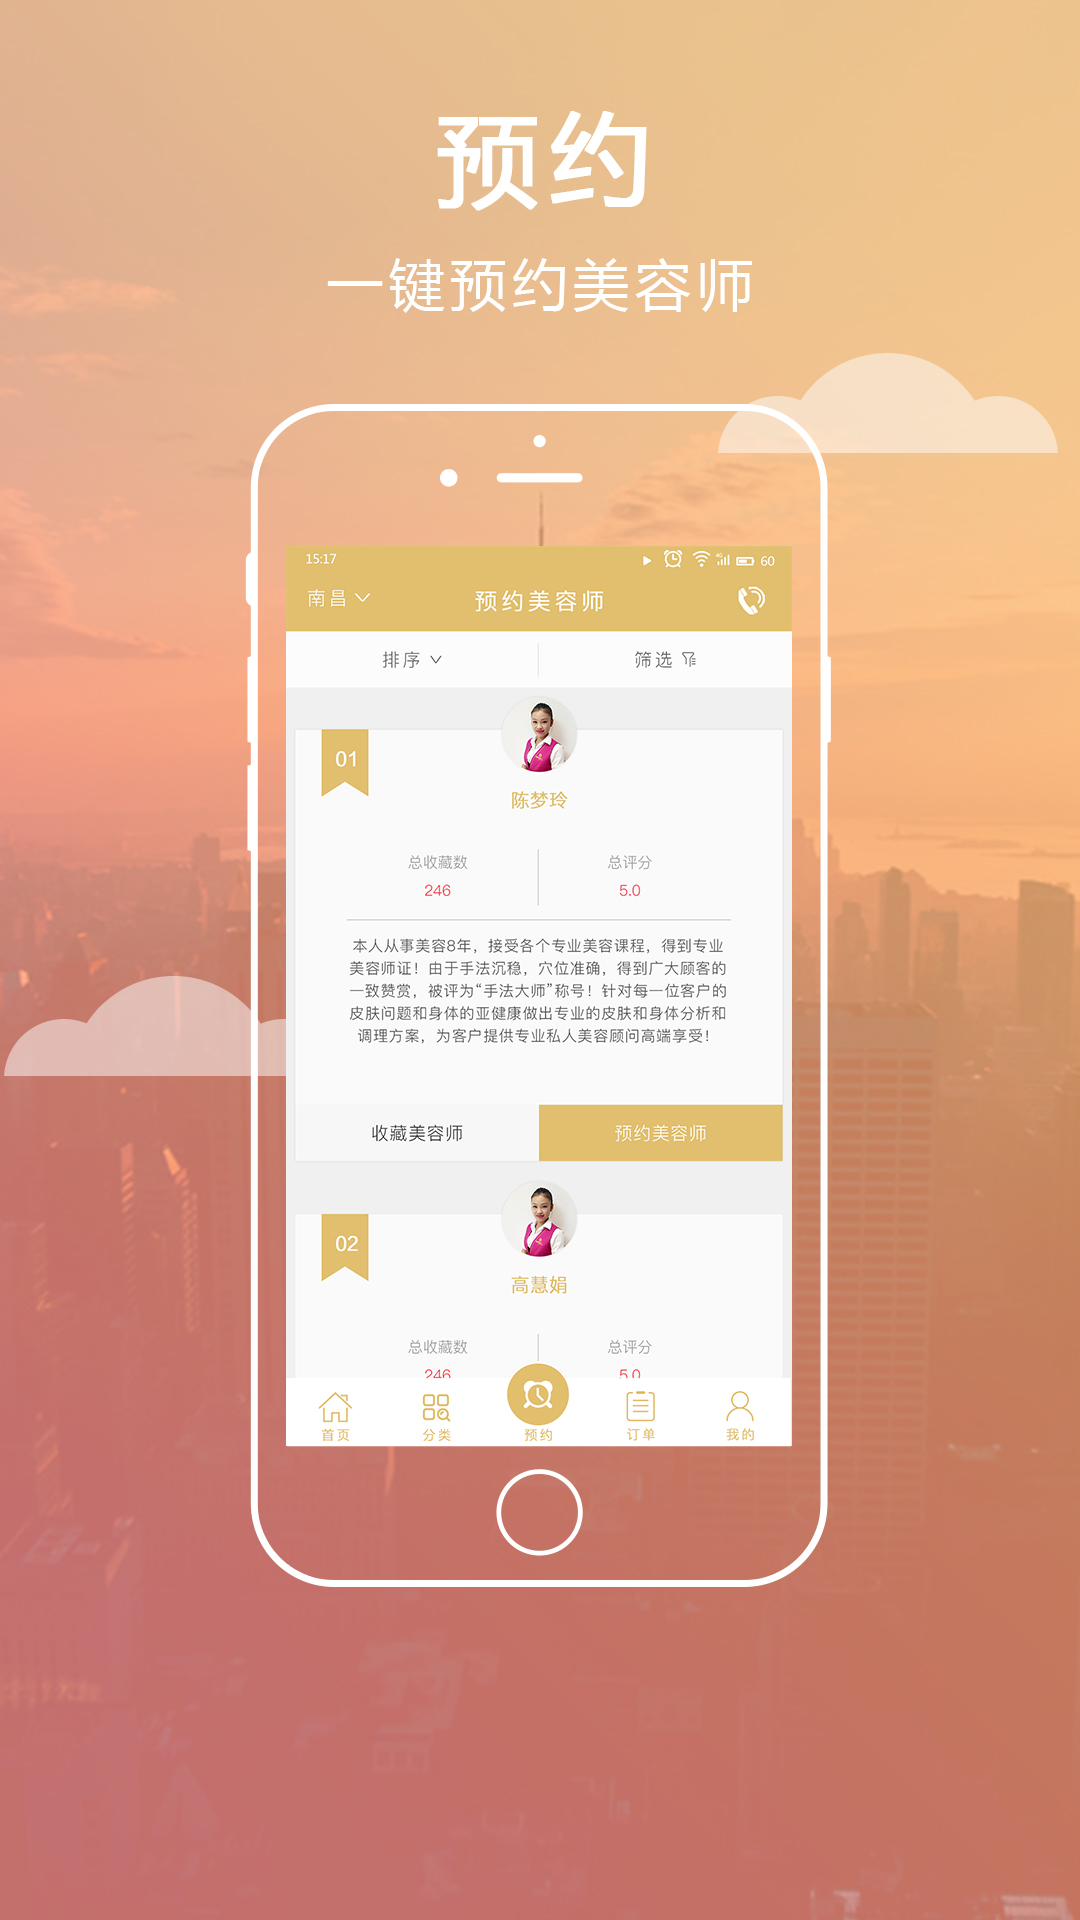 预约
一键预约美容师
15:17
4G
60
南昌
预约美容师
排序
筛选
01
陈梦玲
总收藏数
总评分
246
5.0
本人从事美容8年，接受各个专业美容课程，得到专业
美容师证！由于手法沉稳，穴位准确，得到广大顾客的
一致赞赏，被评为“手法大师”称号！针对每一位客户的
皮肤问题和身体的亚健康做出专业的皮肤和身体分析和
调理方案，为客户提供专业私人美容顾问高端享受！
收藏美容师
预约美容师
02
高慧娟
总收藏数
总评分
246
5.0
首页
分类
预约
订单
我的